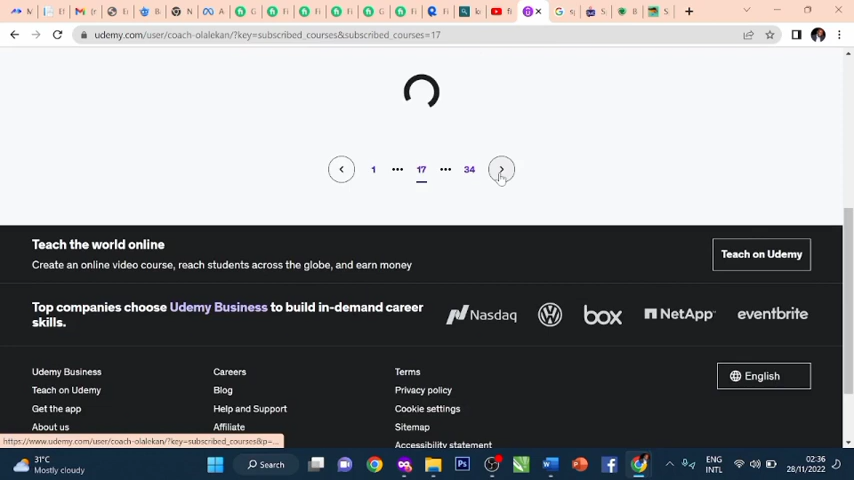 udemy.com/user/coach-olalekan/?key=subscribed_courses&subscribed_courses=17
1 ••• 17 ••• 34
Teach the world online
Create an online video course, reach students across the globe, and earn money
Teach on Udemy
Top companies choose Udemy Business to build in-demand career
skills.
Nasdaq
box
NetApp
eventbrite
Udemy Business
Careers
Terms
Teach on Udemy
Blog
Privacy policy
English
Get the app
Help and Support
Cookie settings
About us
Affiliate
Sitemap
Accessibility statement
https://www.udemy.com/user/coach-olalekan/?key=subscribed_courses&p=...
31°C
Mostly cloudy
Search
ENG
INTL
02:36
28/11/2022